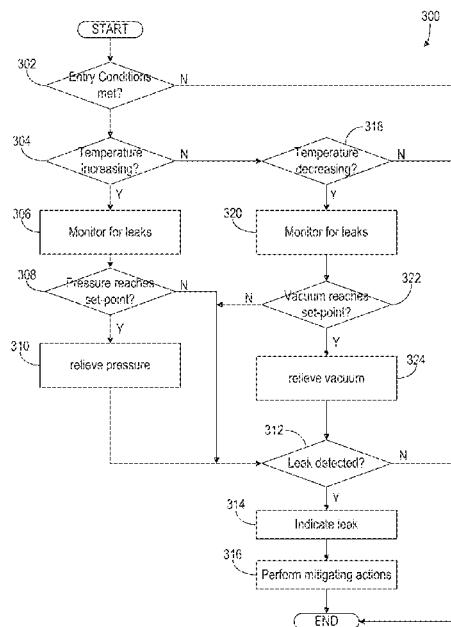 START
300
302
Entry Conditions
met?
N
304
Temperature
increasing?
N
318
Temperature
decreasing?
N
Y
Y
306
Monitor for leaks
320
Monitor for leaks
308
Pressure reaches
set-point?
N
N
Vacuum reaches
set-point?
322
Y
Y
310
relieve pressure
relieve vacuum
324
312
Leak detected?
N
Y
314
Indicate leak
316
Perform mitigating actions
END